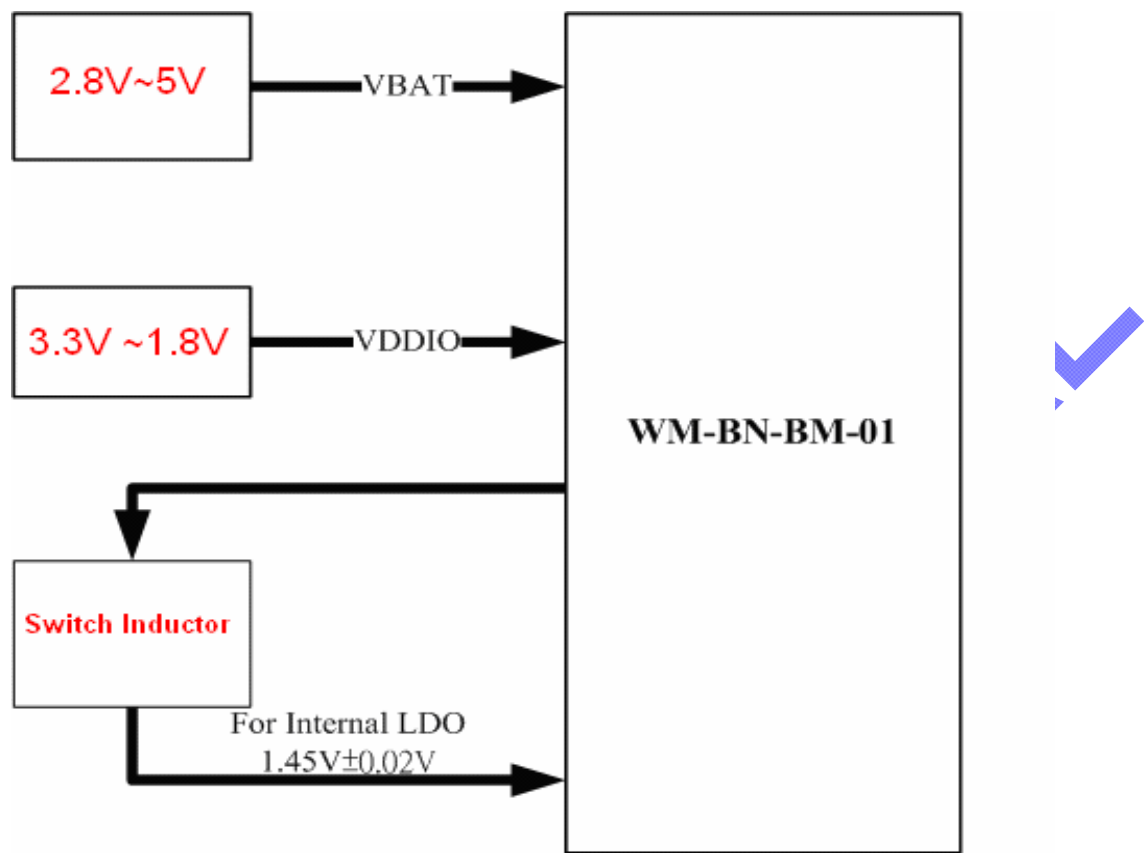 2.8V~5V
VBAT
3.3V ~1.8V
VDDIO
WM-BN-BM-01
Switch Inductor
For Internal LDO
1.45V±0.02V